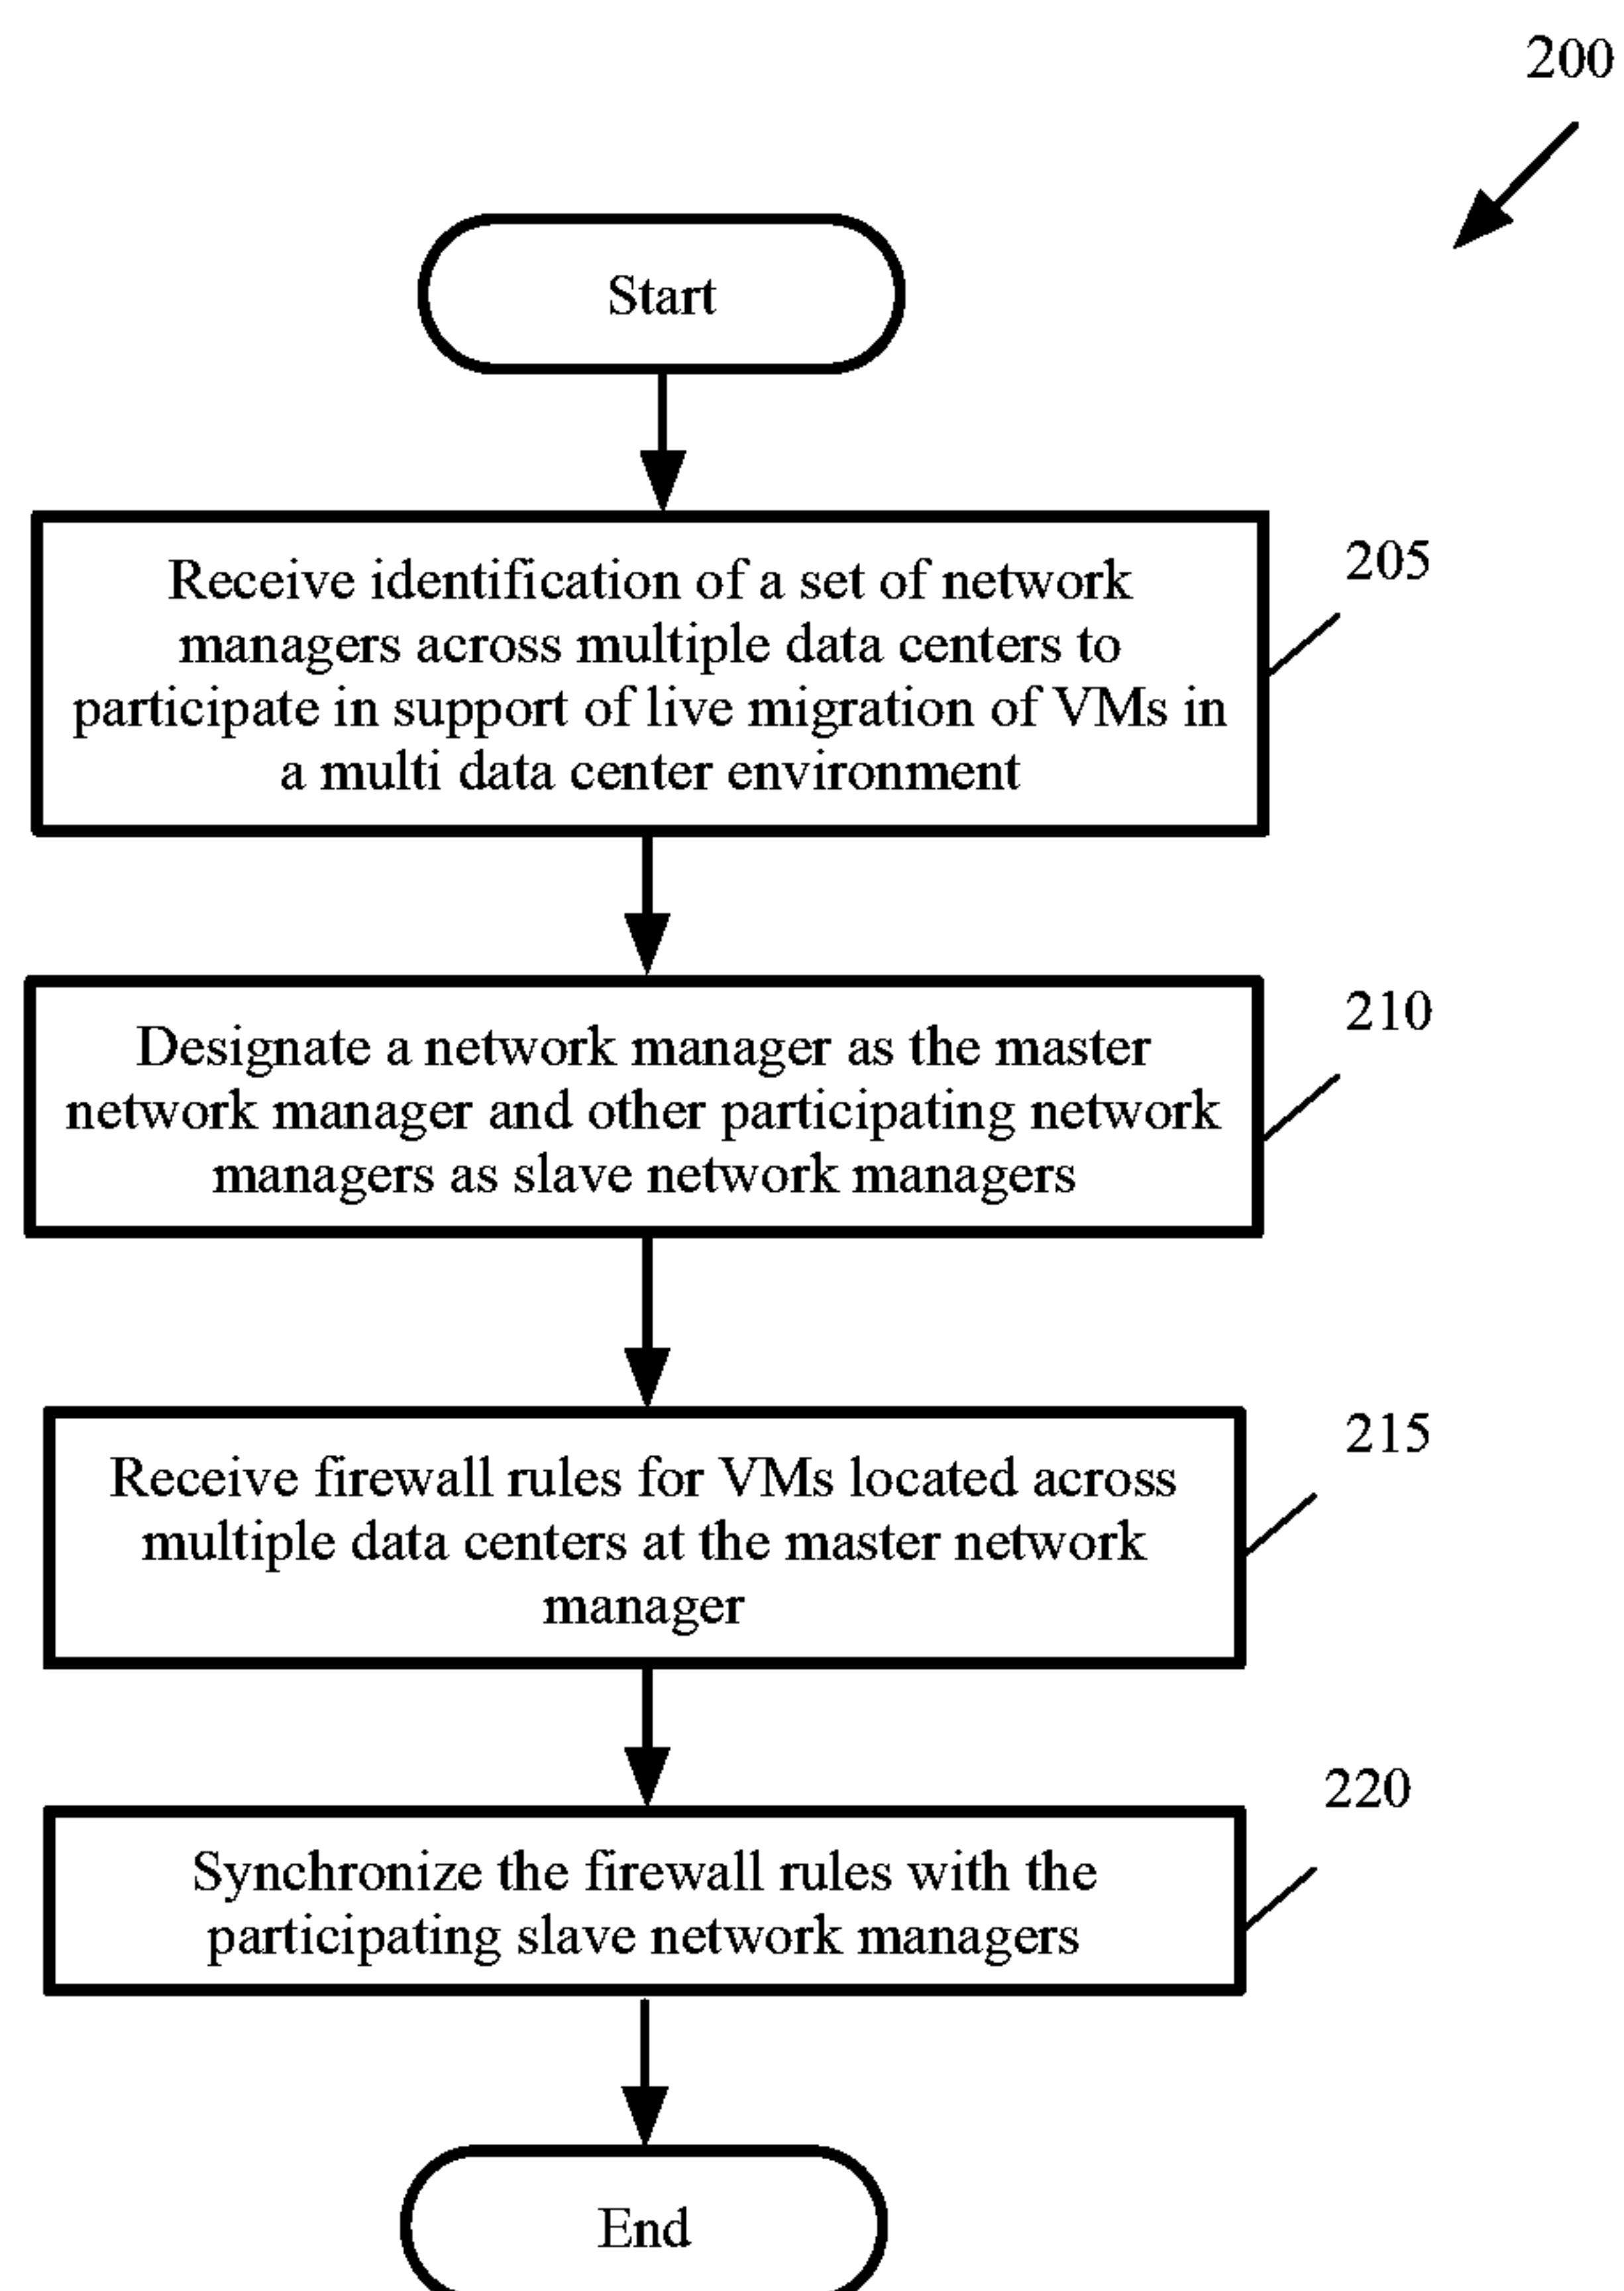 200
Start
Receive identification of a set of network
managers across multiple data centers to
participate in support of live migration of VMs in
a multi data center environment
205
Designate a network manager as the master
network manager and other participating network
managers as slave network managers
210
Receive firewall rules for VMs located across
multiple data centers at the master network
manager
215
Synchronize the firewall rules with the
participating slave network managers
220
End